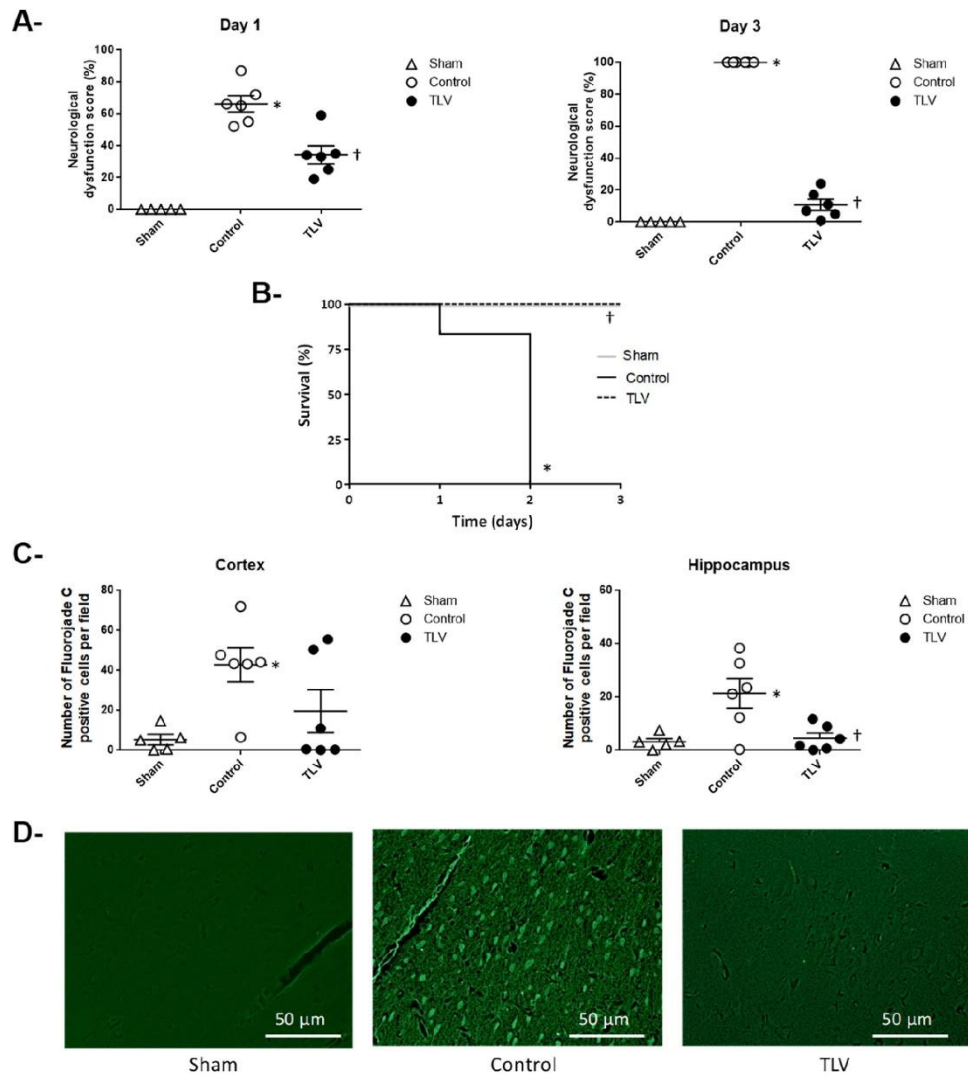 A-
Day 1
Neurological
dysfunction score (%)
100
80
60
40
20
0
*
†
Sham
Control
TLV
Sham
Control
TLV
Day 3
Neurological
dysfunction score (%)
100
80
60
40
20
0
*
†
Sham
Control
TLV
Sham
Control
TLV
B-
Survival (%)
100
75
50
25
0
†
*
Sham
Control
TLV
0 1 2 3
Time (days)
C-
Cortex
Number of Fluorojade C
positive cells per field
80
60
40
20
0
*
Sham
Control
TLV
Sham
Control
TLV
Hippocampus
Number of Fluorojade C
positive cells per field
60
40
20
0
*
†
Sham
Control
TLV
Sham
Control
TLV
D-
50 µm
50 µm
50 µm
Sham
Control
TLV